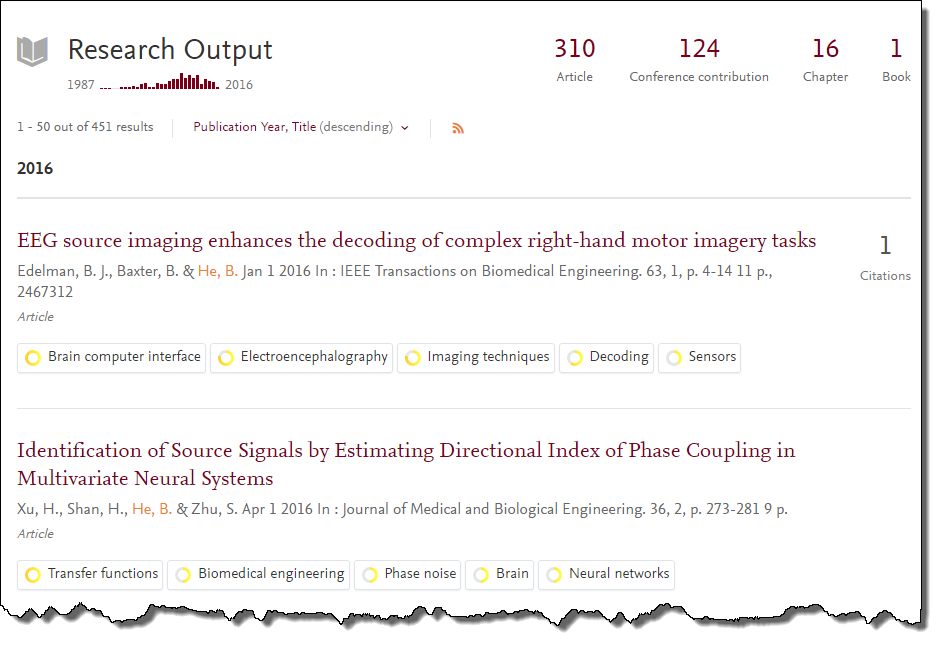 Research Output
1987 2016
310 124 16 1
Article Conference contribution Chapter Book
1 - 50 out of 451 results Publication Year, Title (descending)
2016
EEG source imaging enhances the decoding of complex right-hand motor imagery tasks
1
Citations
Edelman, B. J., Baxter, B. & He, B. Jan 1 2016 In : IEEE Transactions on Biomedical Engineering. 63, 1, p. 4-14 11 p.,
2467312
Article
Brain computer interface Electroencephalography Imaging techniques Decoding Sensors
Identification of Source Signals by Estimating Directional Index of Phase Coupling in
Multivariate Neural Systems
Xu, H., Shan, H., He, B. & Zhu, S. Apr 1 2016 In : Journal of Medical and Biological Engineering. 36, 2, p. 273-281 9 p.
Article
Transfer functions Biomedical engineering Phase noise Brain Neural networks